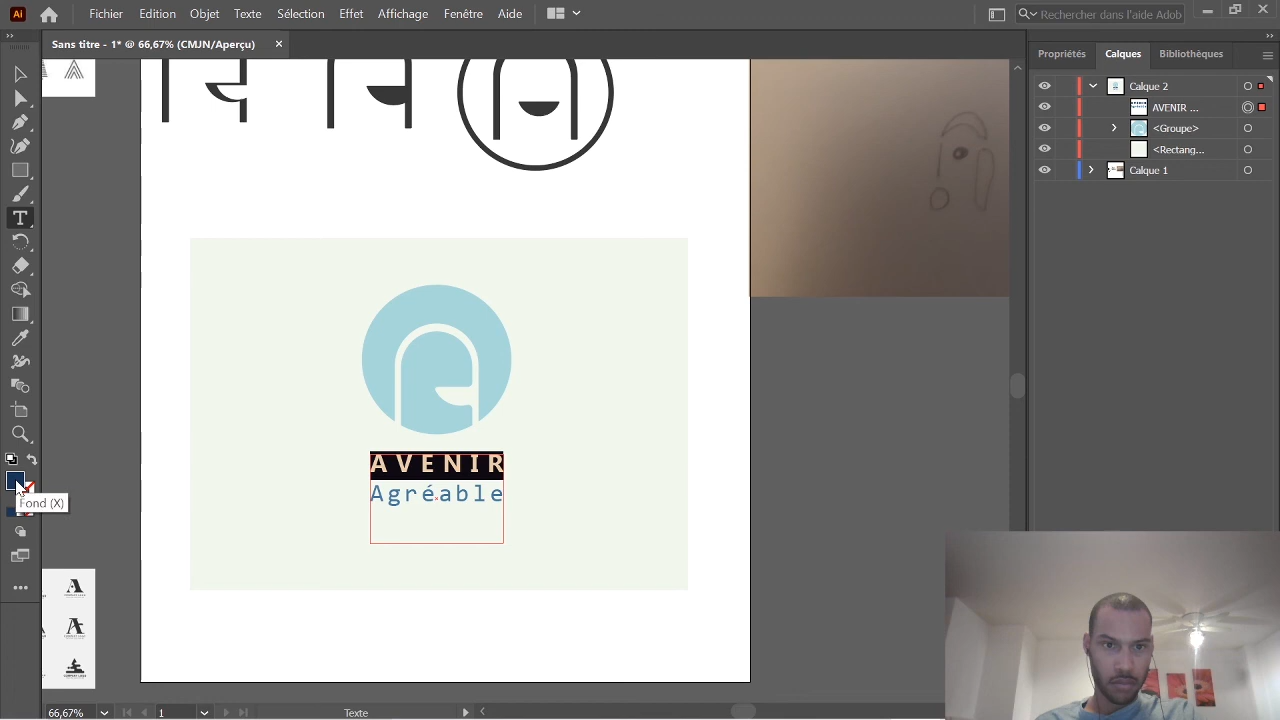 Ai
Fichier Edition Objet Texte Sélection Effet Affichage Fenêtre Aide
Rechercher dans l'aide Adob
Sans titre - 1* @ 66,67% (CMJN/Aperçu)
Propriétés Calques Bibliothèques
Calque 2
AVENIR ...
<Groupe>
<Rectang...
Calque 1
AVENIR
Agréable
Fond (X)
66,67% 1 Texte